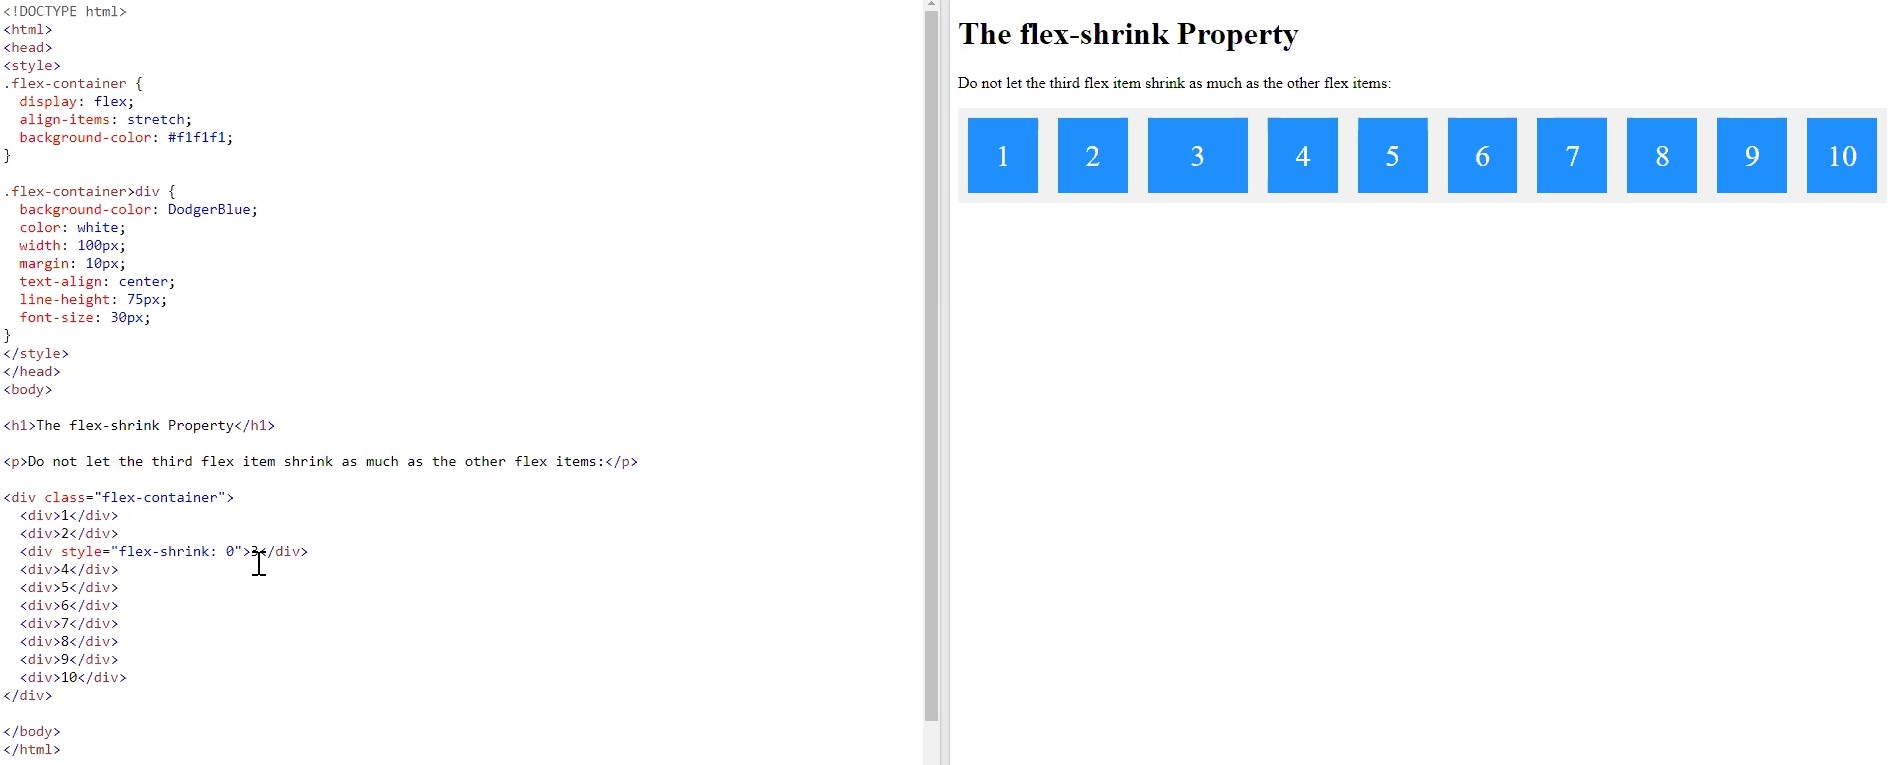 <!DOCTYPE html>
<html>
<head>
<style>
.flex-container {
  display: flex;
  align-items: stretch;
  background-color: #f1f1f1;
}

.flex-container>div {
  background-color: DodgerBlue;
  color: white;
  width: 100px;
  margin: 10px;
  text-align: center;
  line-height: 75px;
  font-size: 30px;
}
</style>
</head>
<body>

<h1>The flex-shrink Property</h1>

<p>Do not let the third flex item shrink as much as the other flex items:</p>

<div class="flex-container">
  <div>1</div>
  <div>2</div>
  <div style="flex-shrink: 0">3</div>
  <div>4</div>
  <div>5</div>
  <div>6</div>
  <div>7</div>
  <div>8</div>
  <div>9</div>
  <div>10</div>
</div>

</body>
</html>
The flex-shrink Property
Do not let the third flex item shrink as much as the other flex items:
1 2 3 4 5 6 7 8 9 10